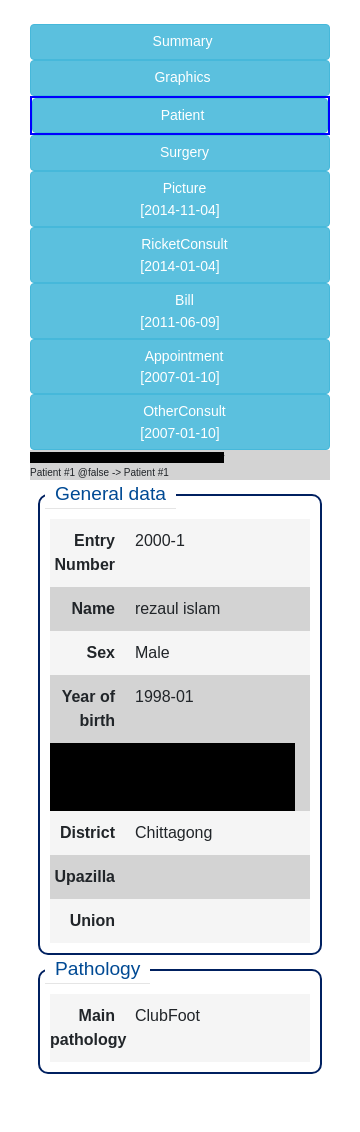 Summary
Graphics
Patient
Surgery
Picture
[2014-11-04]
RicketConsult
[2014-01-04]
Bill
[2011-06-09]
Appointment
[2007-01-10]
OtherConsult
[2007-01-10]
Patient #1 @false -> Patient #1
General data
Entry Number 2000-1
Name rezaul islam
Sex Male
Year of birth 1998-01
District Chittagong
Upazilla
Union
Pathology
Main pathology ClubFoot